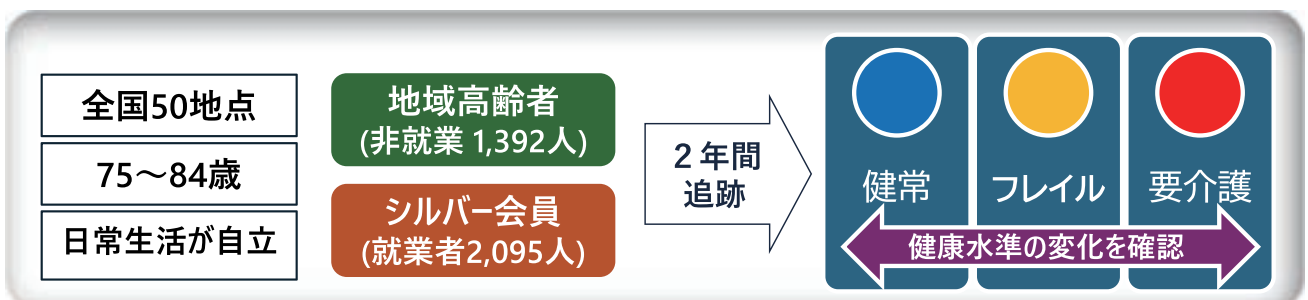 全国50地点
75～84歳
日常生活が自立
地域高齢者
(非就業 1,392人)
シルバー会員
(就業者2,095人)
２年間
追跡
健常
フレイル
要介護
健康水準の変化を確認